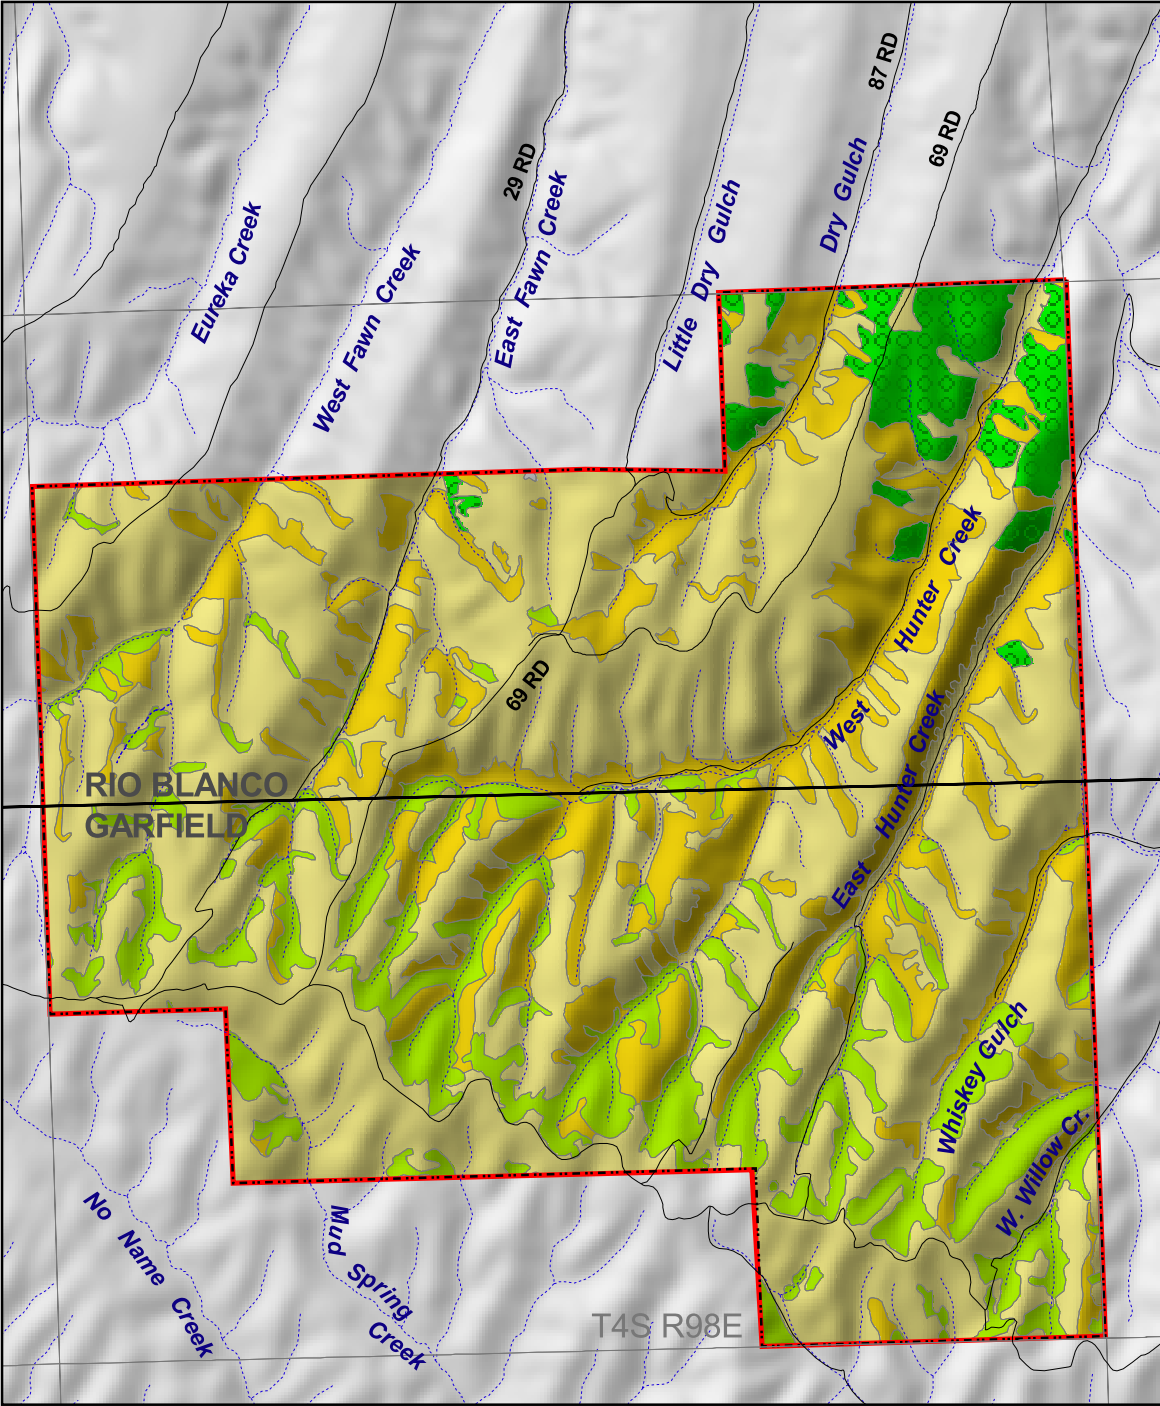 87 RD
69 RD
29 RD
Dry Gulch
East Fawn Creek
Little Dry Gulch
Eureka Creek
West Fawn Creek
West Hunter Creek
69 RD
East Hunter Creek
RIO BLANCO
GARFIELD
Whiskey Gulch
W. Willow Cr.
No Name Creek
Mud Spring Creek
T4S R98E